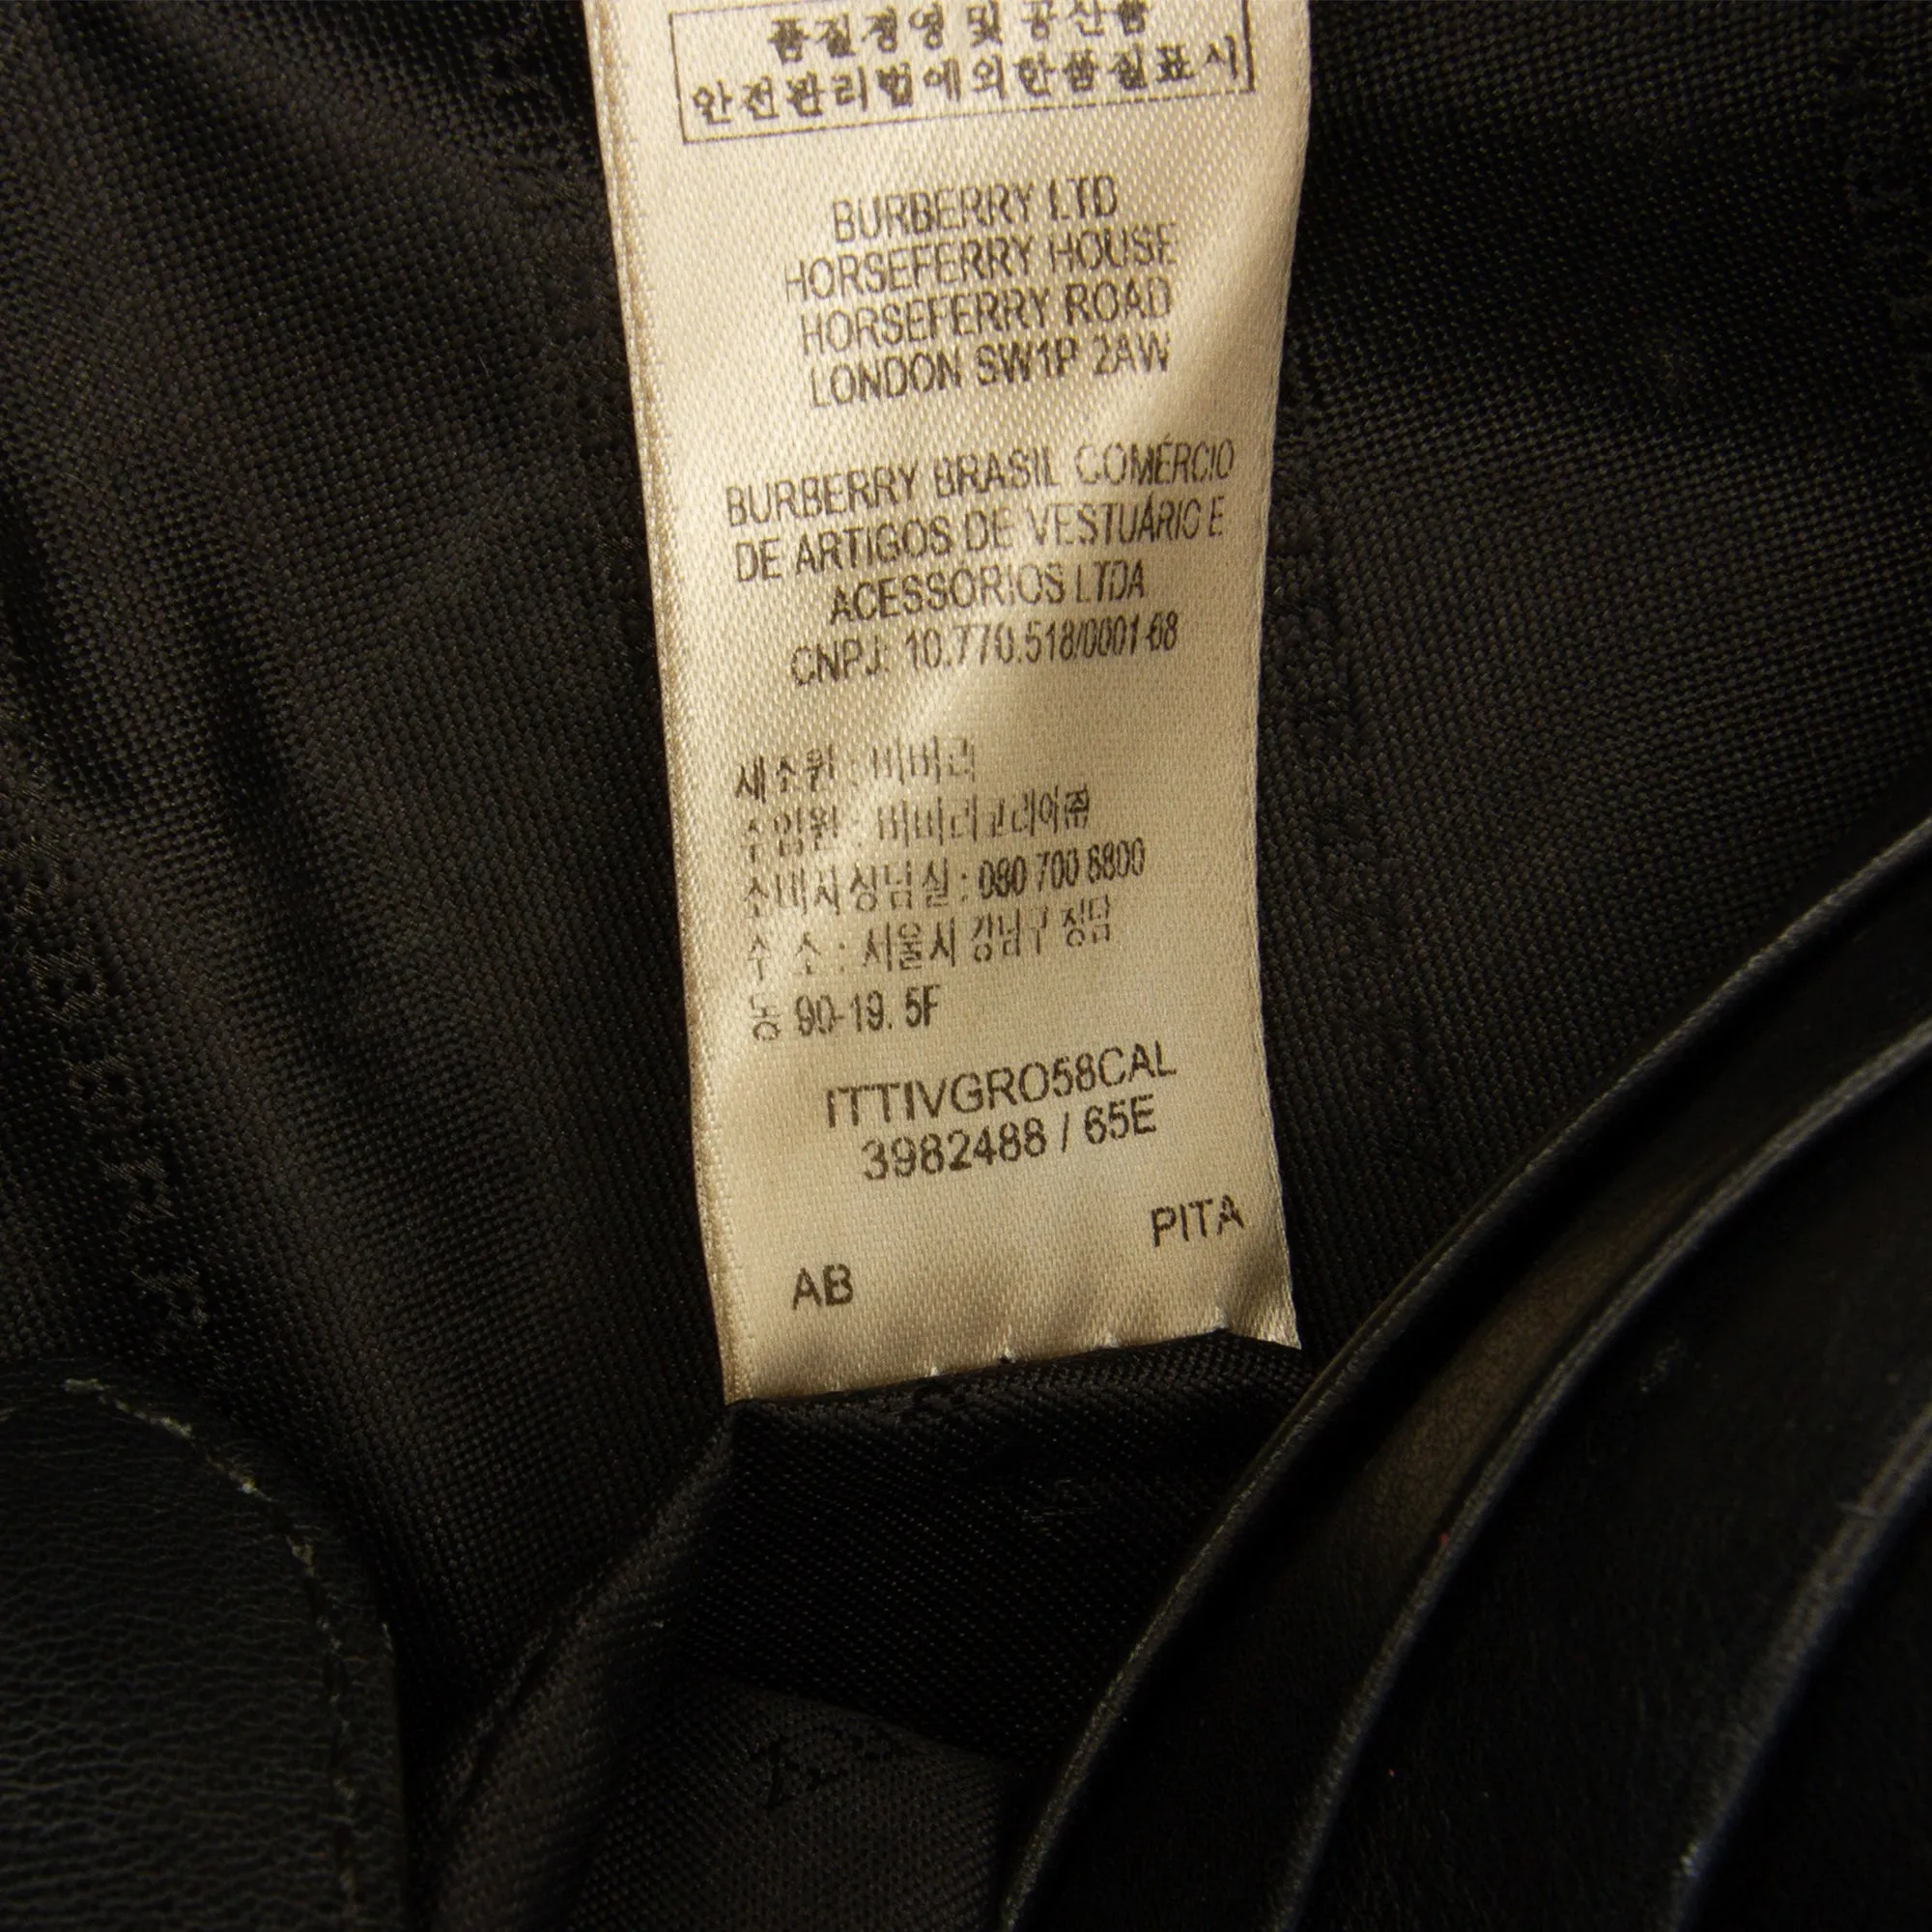 품질경영 및 공산품
안전관리법에의한품질표시
BURBERRY LTD
HORSEFERRY HOUSE
HORSEFERRY ROAD
LONDON SW1P 2AW
BURBERRY BRASIL COMÉRCIO
DE ARTIGOS DE VESTUÁRIO E
ACESSORIOS LTDA
CNPJ: 10.770.518/0001-68
제조원 : 버버리
수입원 : 버버리코리아㈜
소비자상담실 : 080 700 8800
주 소 : 서울시 강남구 청담
동 90-19. 5F
ITTIVGRO58CAL
3982488 / 65E
PITA
AB